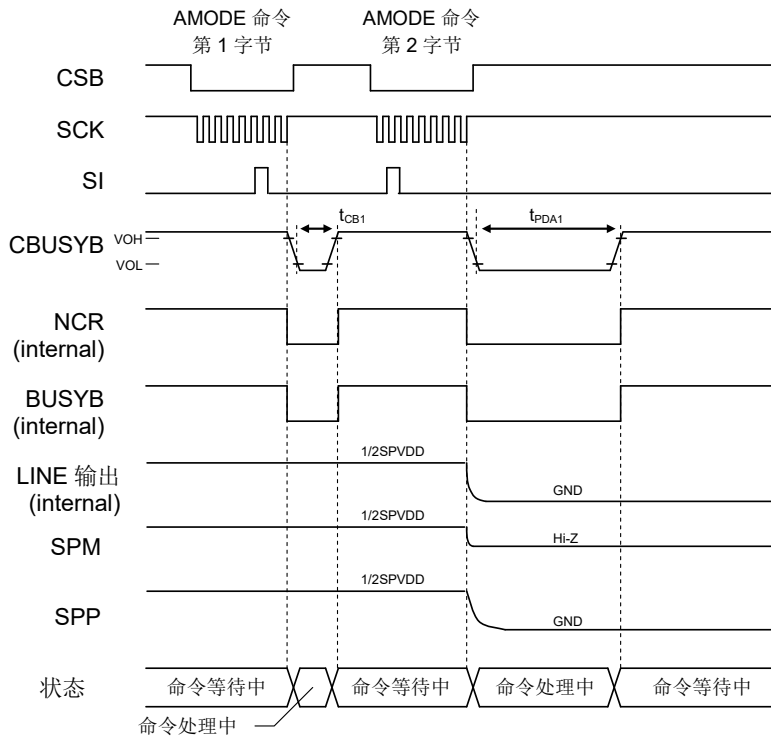 AMODE 命令
第 1 字节
AMODE 命令
第 2 字节
CSB
SCK
SI
CBUSYB
VOH
VOL
tCB1
tPDA1
NCR
(internal)
BUSYB
(internal)
LINE 输出
(internal)
1/2SPVDD
GND
SPM
1/2SPVDD
Hi-Z
SPP
1/2SPVDD
GND
状态
命令等待中
命令等待中
命令处理中
命令等待中
命令处理中